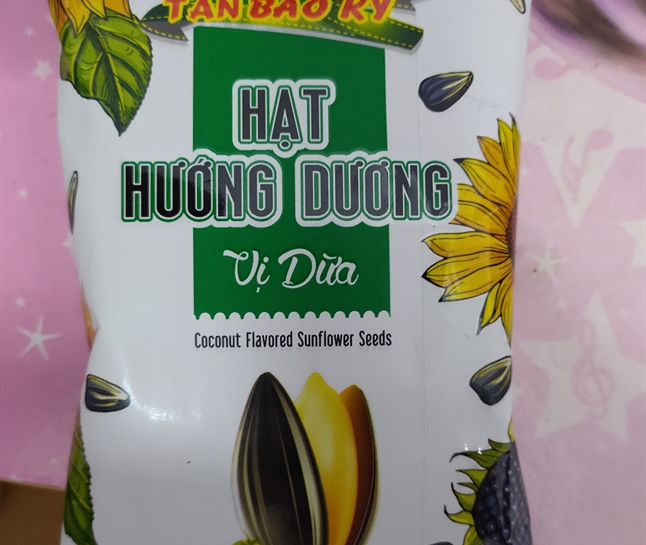 TÂN BẢO KÝ
HẠT
HƯỚNG DƯƠNG
Vị Dừa
Coconut Flavored Sunflower Seeds